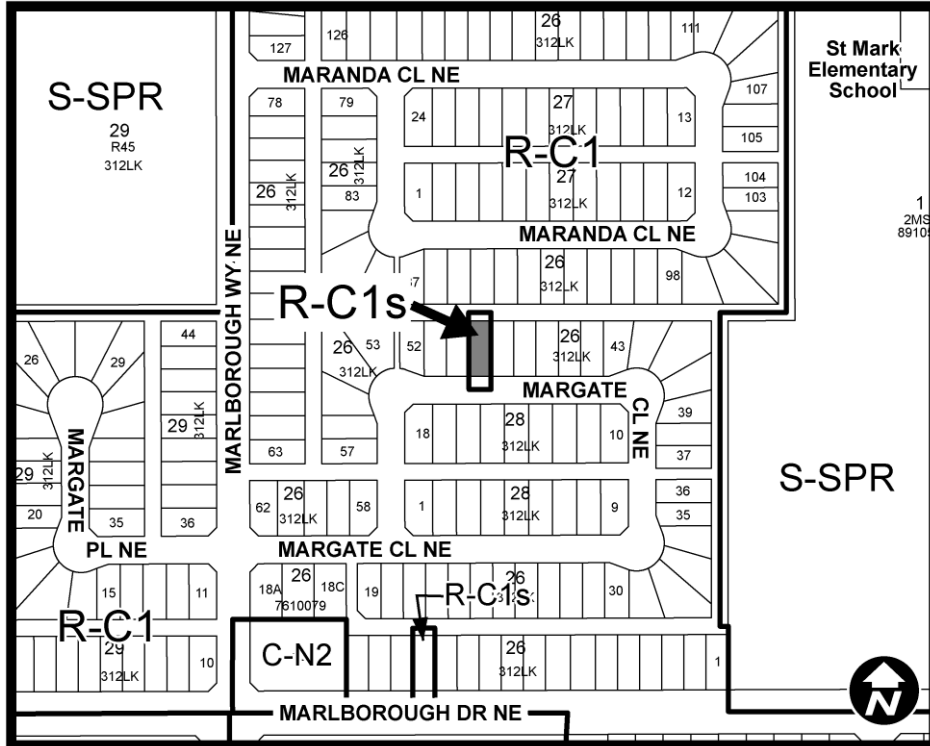 127
126
26
312LK
111
St Mark
Elementary
School
MARANDA CL NE
S-SPR
29
R45
312LK
78
79
24
27
312LK
13
107
105
R-C1
26
312LK
26
312LK
83
1
27
312LK
12
104
103
1
MARLBOROUGH WY NE
MARANDA CL NE
26
312LK
98
R-C1s
44
26
29
26
312LK
53
52
26
312LK
43
MARGATE
CL NE
39
37
29
312LK
18
28
312LK
10
63
57
MARGATE
PL NE
29
312LK
20
35
36
62
26
312LK
58
1
28
312LK
9
36
35
S-SPR
MARGATE CL NE
15
11
18A
26
18C
7610079
19
26
30
R-C1s
R-C1
29
312LK
10
C-N2
26
312LK
1
N
MARLBOROUGH DR NE